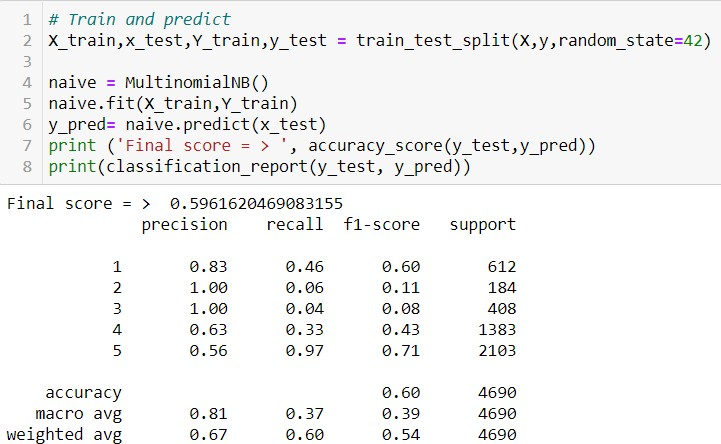 1 # Train and predict
2 X_train,x_test,Y_train,y_test = train_test_split(X,y,random_state=42)
3
4 naive = MultinomialNB()
5 naive.fit(X_train,Y_train)
6 y_pred= naive.predict(x_test)
7 print ('Final score = > ', accuracy_score(y_test,y_pred))
8 print(classification_report(y_test, y_pred))
Final score = >  0.5961620469083155
precision recall f1-score support
1 0.83 0.46 0.60 612
2 1.00 0.06 0.11 184
3 1.00 0.04 0.08 408
4 0.63 0.33 0.43 1383
5 0.56 0.97 0.71 2103
accuracy 0.60 4690
macro avg 0.81 0.37 0.39 4690
weighted avg 0.67 0.60 0.54 4690